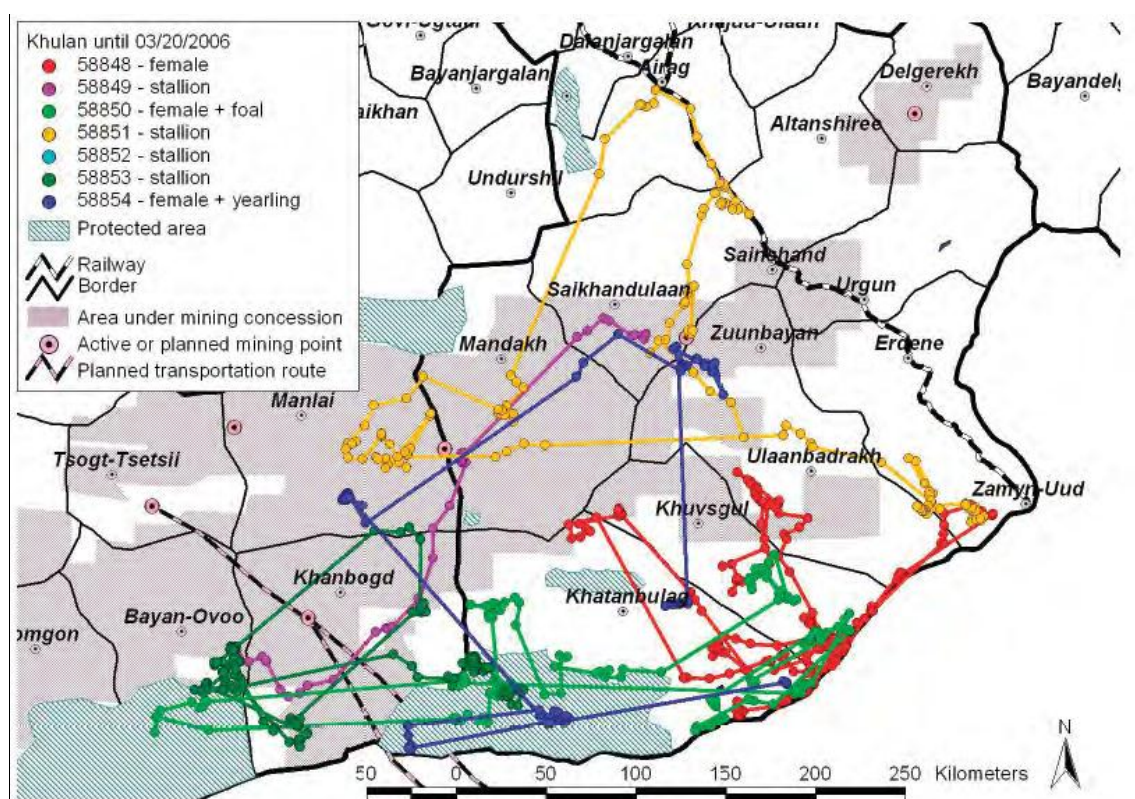 Khulan until 03/20/2006
58848 - female
58849 - stallion
58850 - female + foal
58851 - stallion
58852 - stallion
58853 - stallion
58854 - female + yearling
Protected area
Railway
Border
Area under mining concession
Active or planned mining point
Planned transportation route
Dalanjargalan
Airag
Bayanjargalan
Delgerekh
Altanshiree
Undurshil
Sainshand
Saikhandulaan
Urgun
Mandakh
Zuunbayan
Erdene
Manlai
Tsogt-Tsetsii
Ulaanbadrakh
Zamyn-Uud
Khuvsgul
Khanbogd
Khatanbulag
Bayan-Ovoo
N
50 0 50 100 150 200 250 Kilometers